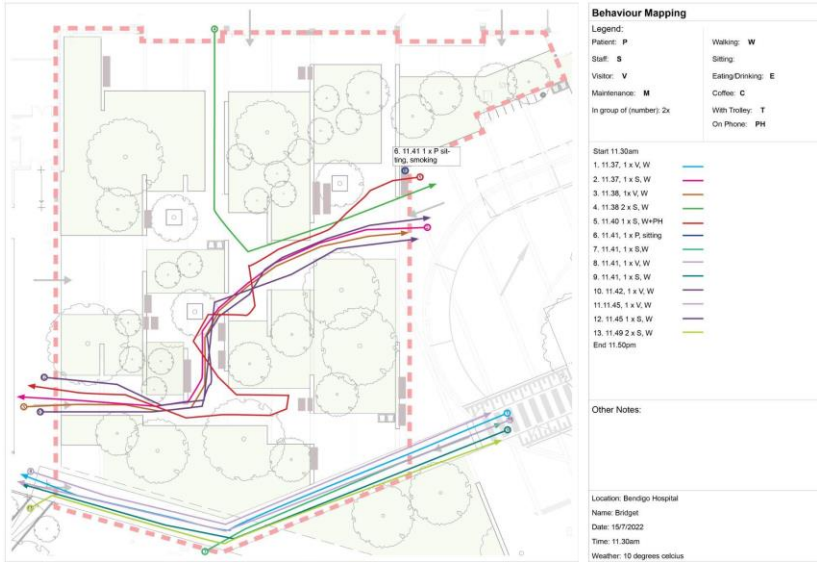 6. 11.41 1 x P sit-
ting, smoking
Behaviour Mapping
Legend:
Patient: P
Walking: W
Staff: S
Sitting:
Visitor: V
Eating/Drinking: E
Maintenance: M
Coffee: C
In group of (number): 2x
With Trolley: T
On Phone: PH
Start 11.30am
1. 11.37, 1 x V, W
2. 11.37, 1 x S, W
3. 11.38, 1x V, W
4. 11.38 2 x S, W
5. 11.40 1 x S, W+PH
6. 11.41, 1 x P, sitting
7. 11.41, 1 x S,W
8. 11.41, 1 x V, W
9. 11.41, 1 x S, W
10. 11.42, 1 x V, W
11.11.45, 1 x V, W
12. 11.45 1 x S, W
13. 11.49 2 x S, W
End 11.50pm
Other Notes:
Location: Bendigo Hospital
Name: Bridget
Date: 15/7/2022
Time: 11.30am
Weather: 10 degrees celcius